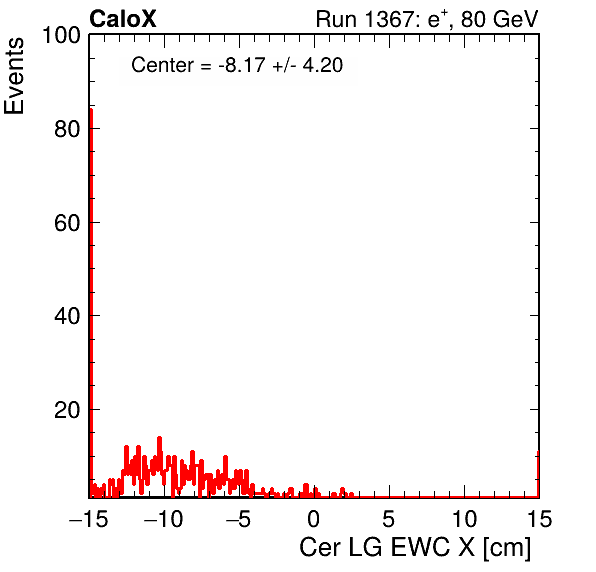 CaloX Run 1367: e⁺, 80 GeV
Center = -8.17 +/- 4.20
Events
100
80
60
40
20
−15 −10 −5 0 5 10 15
Cer LG EWC X [cm]